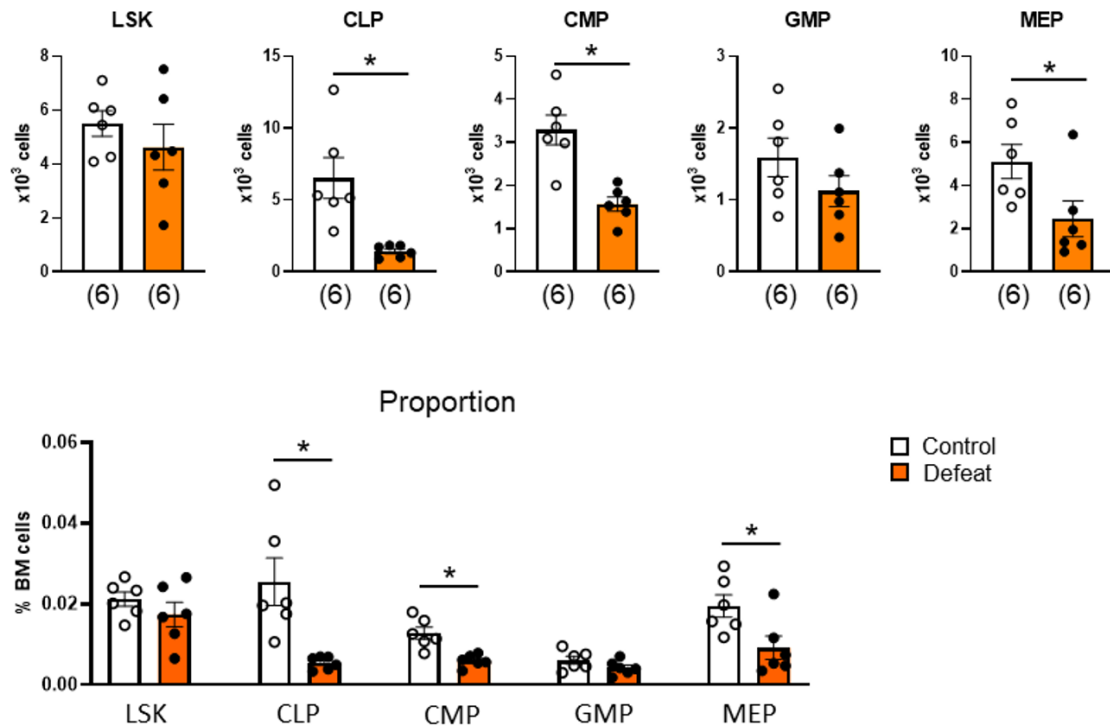 LSK CLP CMP GMP MEP
8 15 5 3 10
6 10 4 2 8
4 5 3 1 6
2 0 2 0 4
0 1 2
0 0
x10³ cells x10³ cells x10³ cells x10³ cells x10³ cells
* * *
(6) (6) (6) (6) (6) (6) (6) (6) (6) (6)
Proportion
% BM cells
0.06
0.04
0.02
0.00
* * *
Control
Defeat
LSK CLP CMP GMP MEP